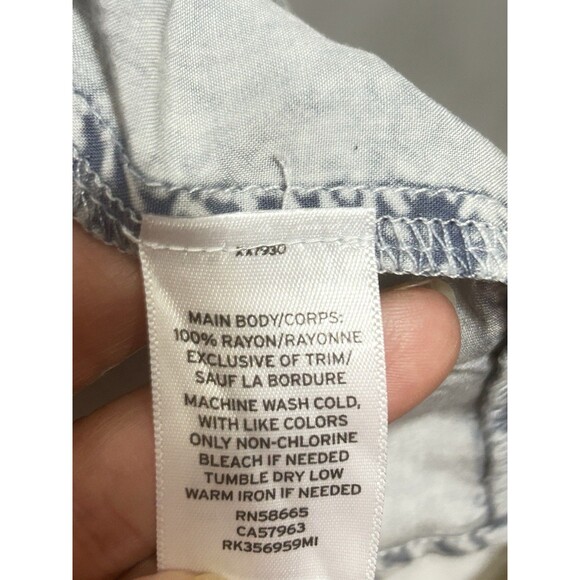 XX7930
MAIN BODY/CORPS:
100% RAYON/RAYONNE
EXCLUSIVE OF TRIM/
SAUF LA BORDURE
MACHINE WASH COLD,
WITH LIKE COLORS
ONLY NON-CHLORINE
BLEACH IF NEEDED
TUMBLE DRY LOW
WARM IRON IF NEEDED
RN58665
CA57963
RK356959MI